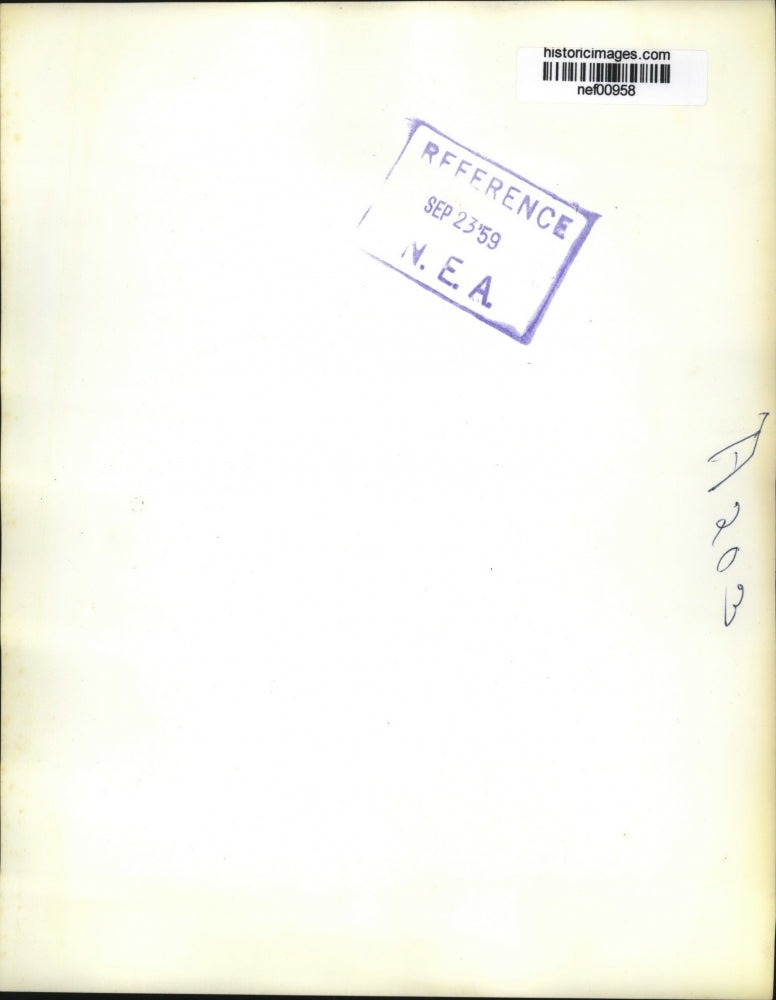 historicimages.com
nef00958
REFERENCE
SEP 23'59
N. E. A.
A203